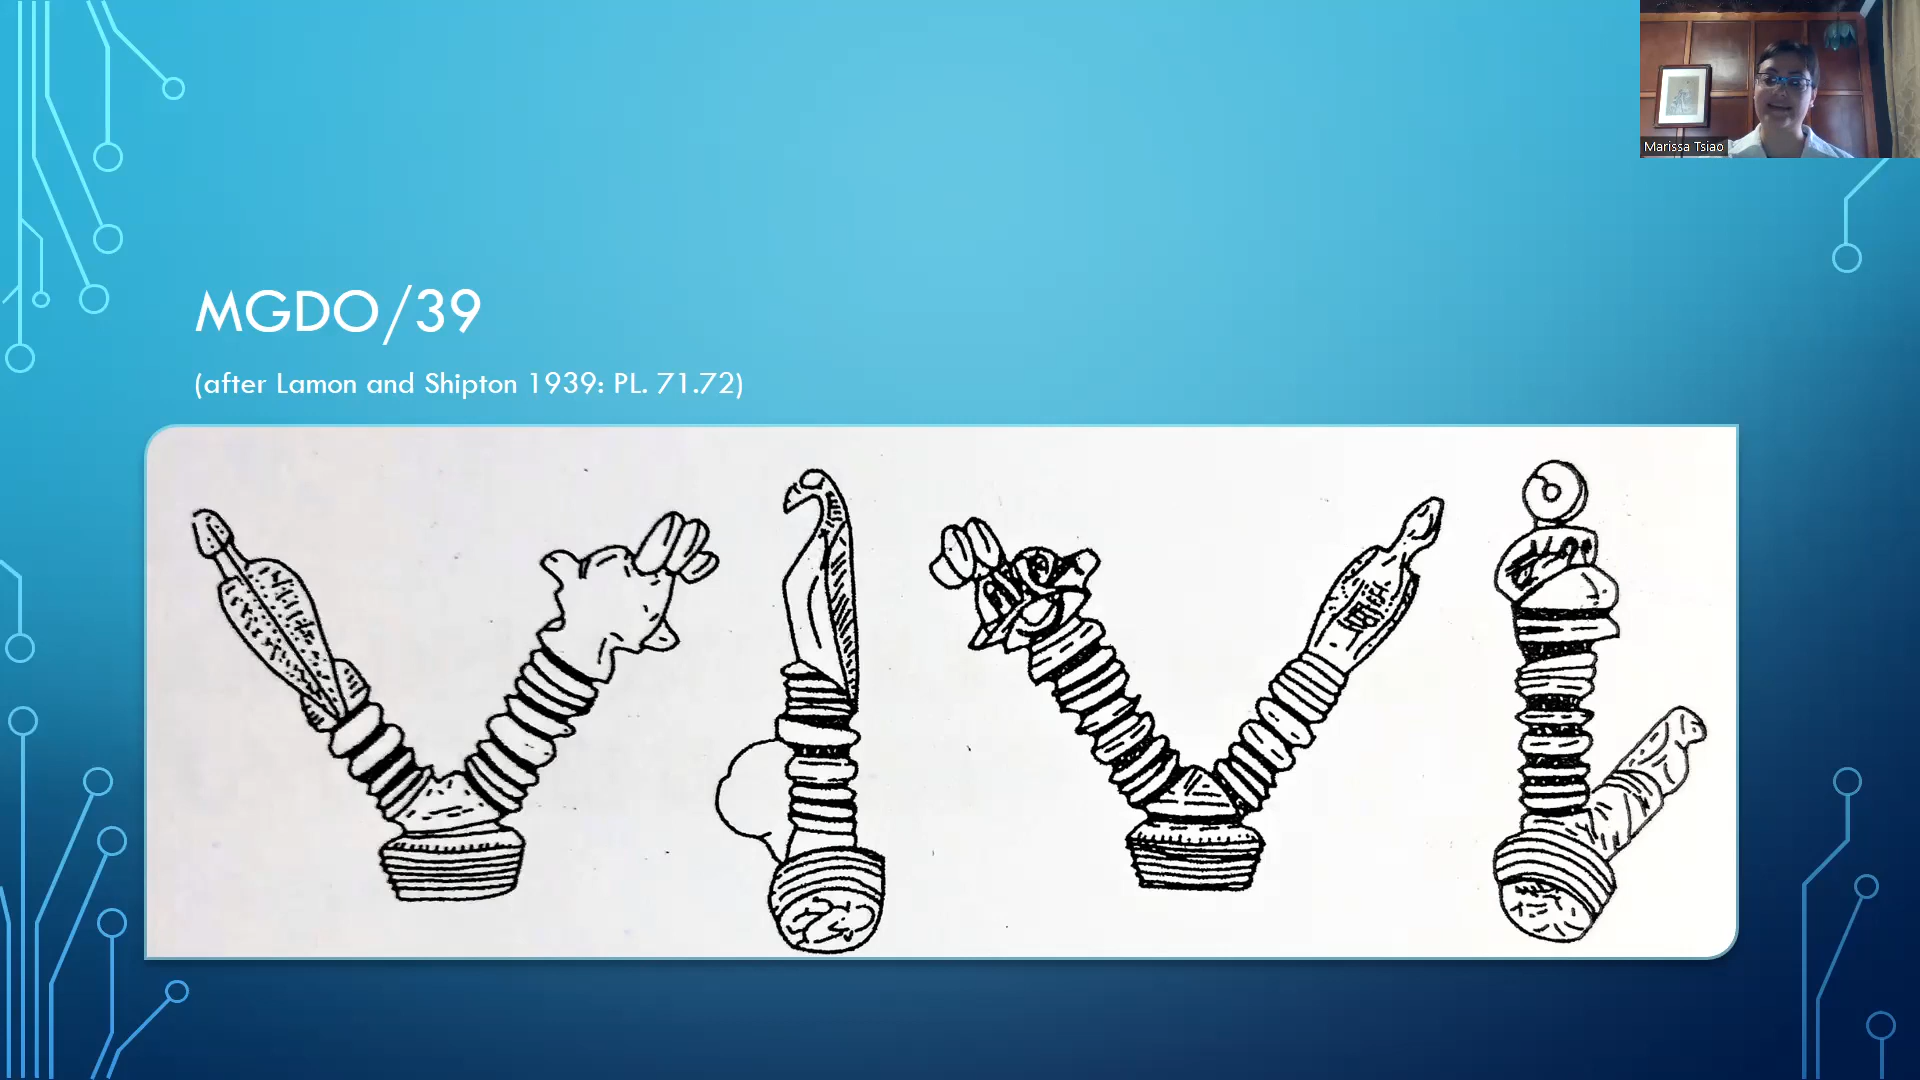 Marissa Tsiao
MGDO/39
(after Lamon and Shipton 1939: PL. 71.72)